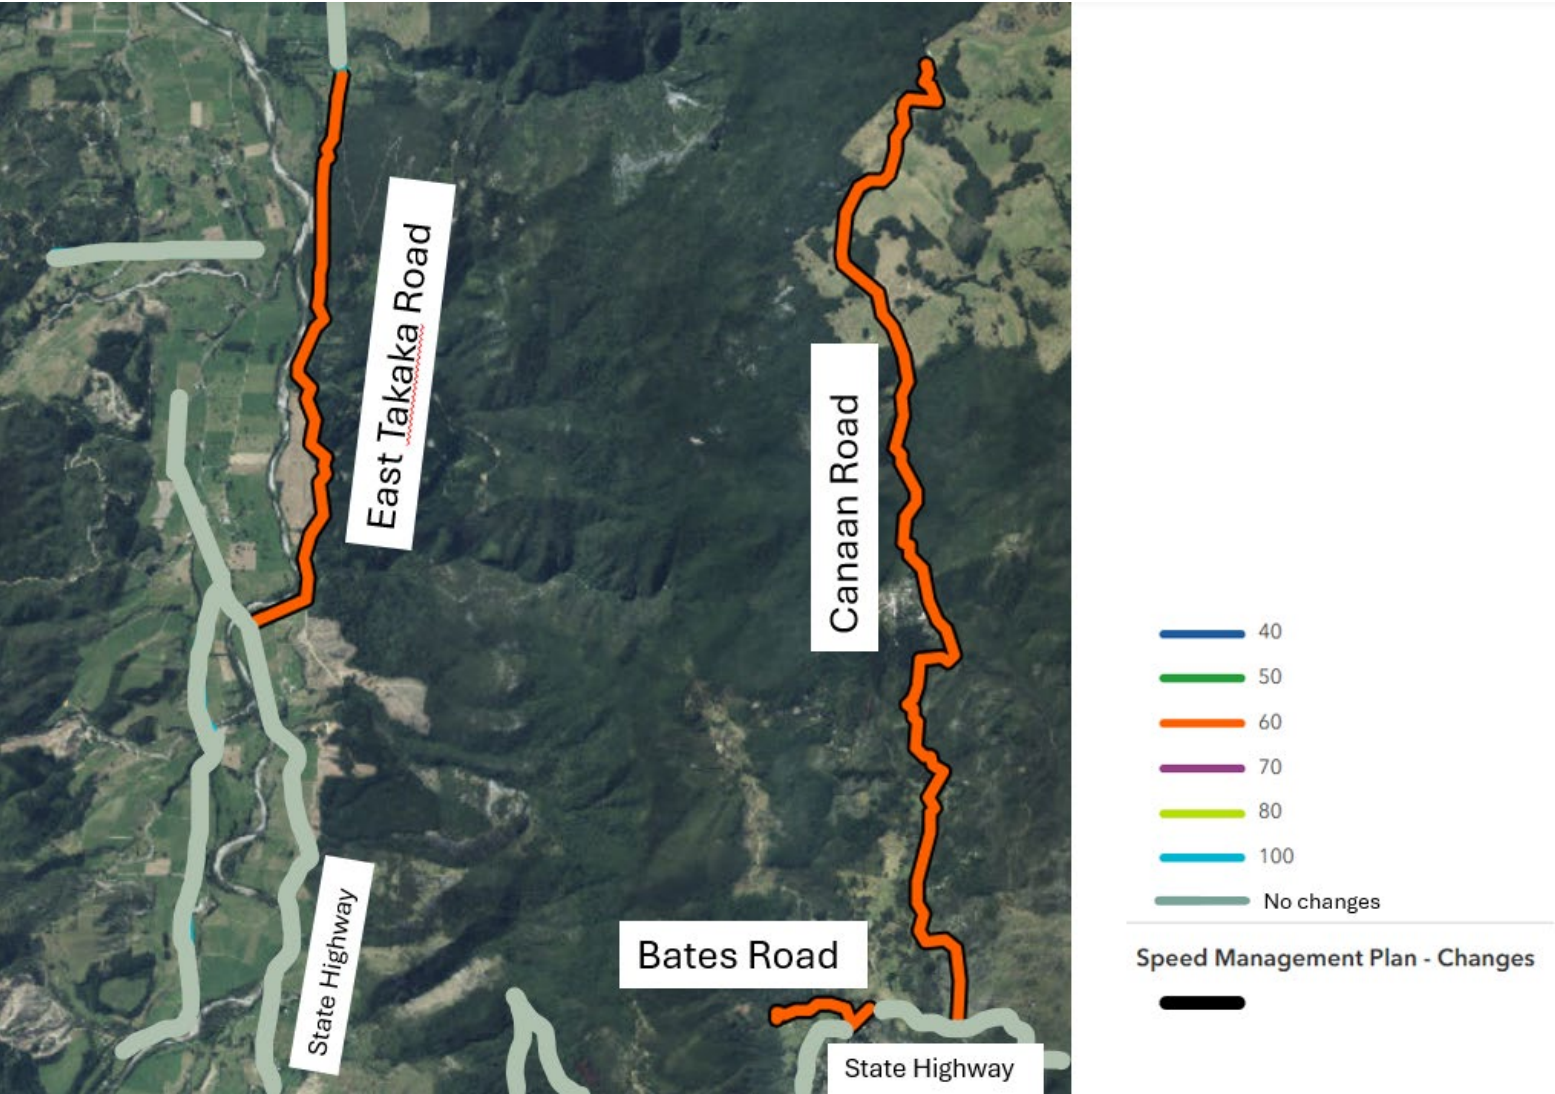 East Takaka Road
Canaan Road
Bates Road
State Highway
State Highway
40
50
60
70
80
100
No changes
Speed Management Plan - Changes